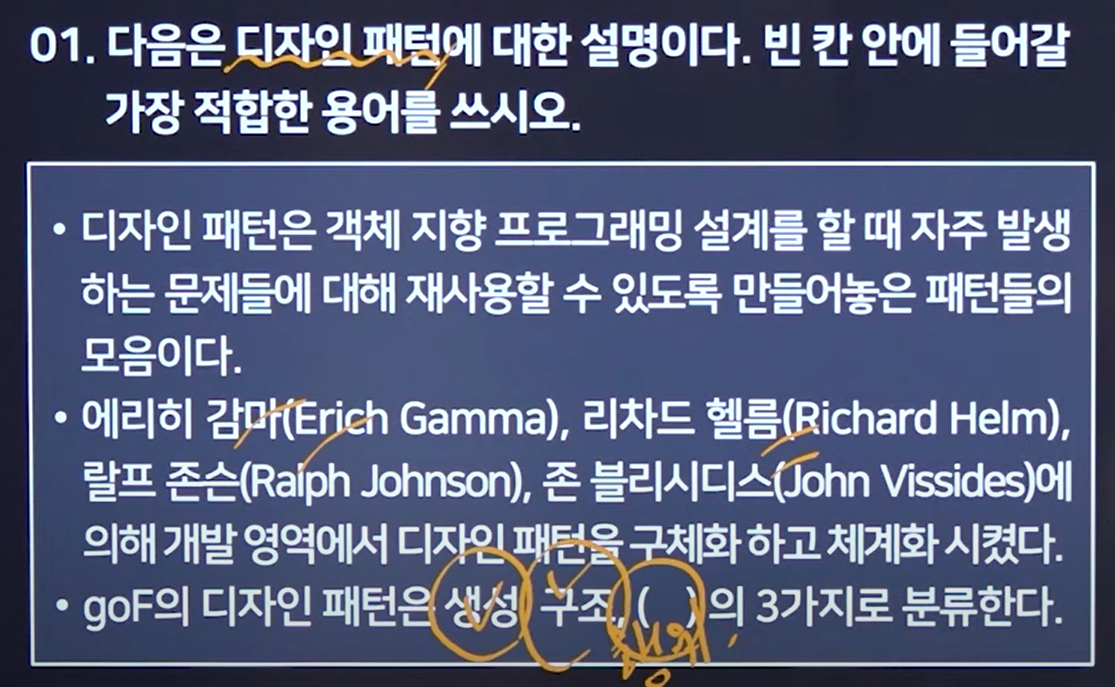 01. 다음은 디자인 패턴에 대한 설명이다. 빈 칸 안에 들어갈
가장 적합한 용어를 쓰시오.
• 디자인 패턴은 객체 지향 프로그래밍 설계를 할 때 자주 발생
하는 문제들에 대해 재사용할 수 있도록 만들어놓은 패턴들의
모음이다.
• 에리히 감마(Erich Gamma), 리차드 헬름(Richard Helm),
랄프 존슨(Ralph Johnson), 존 블리시디스(John Vissides)에
의해 개발 영역에서 디자인 패턴을 구체화 하고 체계화 시켰다.
• goF의 디자인 패턴은 생성, 구조, ( ) 의 3가지로 분류한다.